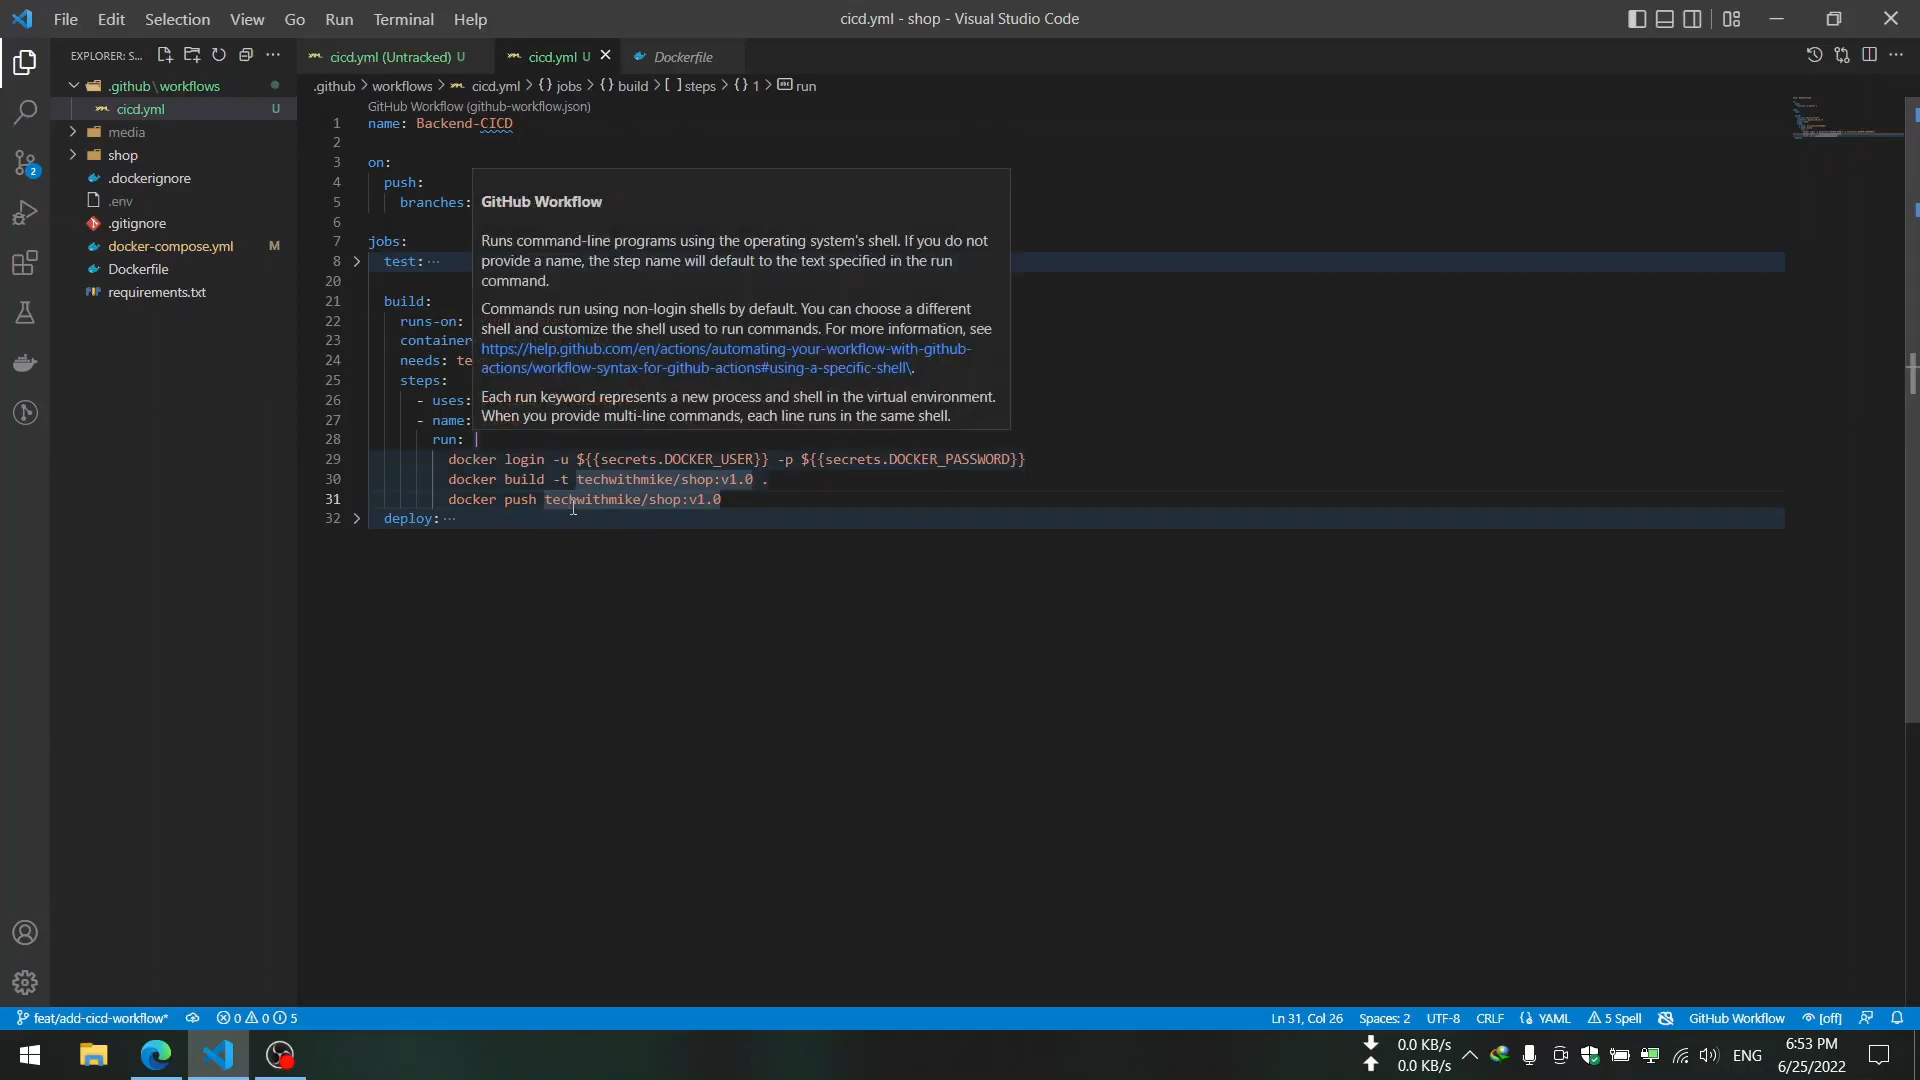 File Edit Selection View Go Run Terminal Help
cicd.yml - shop - Visual Studio Code
EXPLORER: S...
cicd.yml (Untracked) U
cicd.yml U
Dockerfile
.github\workflows
cicd.yml U
media
shop
.dockerignore
.env
.gitignore
docker-compose.yml M
Dockerfile
requirements.txt
2
.github > workflows > cicd.yml > {} jobs > {} build > [ ] steps > {} 1 > abc run
GitHub Workflow (github-workflow.json)
1 name: Backend-CICD
2
3 on:
4 push:
5 branches:
6
7 jobs:
8 test: ...
20
21 build:
22 runs-on:
23 container
24 needs: te
25 steps:
26 - uses:
27 - name:
28 run: |
29 docker login -u ${{secrets.DOCKER_USER}} -p ${{secrets.DOCKER_PASSWORD}}
30 docker build -t techwithmike/shop:v1.0 .
31 docker push techwithmike/shop:v1.0
32 deploy: ...
GitHub Workflow
Runs command-line programs using the operating system's shell. If you do not
provide a name, the step name will default to the text specified in the run
command.
Commands run using non-login shells by default. You can choose a different
shell and customize the shell used to run commands. For more information, see
https://help.github.com/en/actions/automating-your-workflow-with-github-
actions/workflow-syntax-for-github-actions#using-a-specific-shell\.
Each run keyword represents a new process and shell in the virtual environment.
When you provide multi-line commands, each line runs in the same shell.
feat/add-cicd-workflow* 0 0 5
Ln 31, Col 26 Spaces: 2 UTF-8 CRLF {} YAML 5 Spell GitHub Workflow [off]
0.0 KB/s
0.0 KB/s
ENG
6:53 PM
6/25/2022